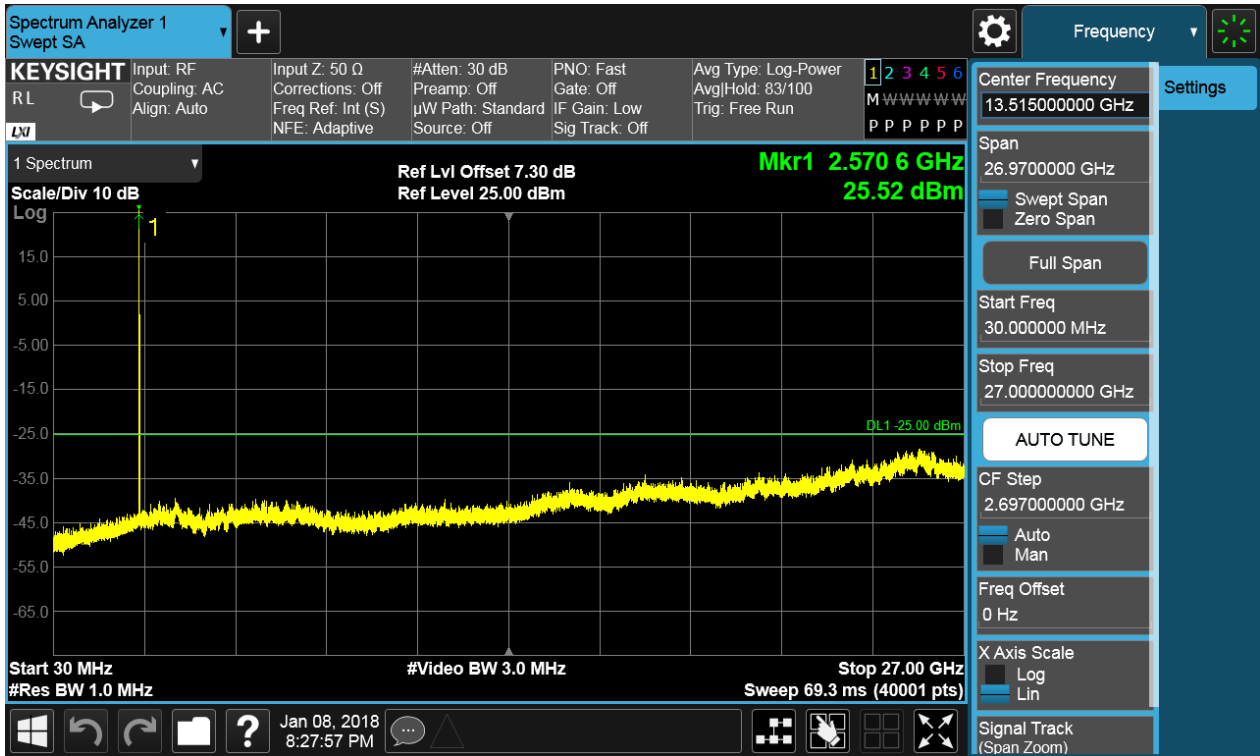 Spectrum Analyzer 1
Swept SA
+
Frequency
KEYSIGHT
R L
LXI
Input: RF
Coupling: AC
Align: Auto
Input Z: 50 Ω
Corrections: Off
Freq Ref: Int (S)
NFE: Adaptive
#Atten: 30 dB
Preamp: Off
µW Path: Standard
Source: Off
PNO: Fast
Gate: Off
IF Gain: Low
Sig Track: Off
Avg Type: Log-Power
Avg|Hold: 83/100
Trig: Free Run
1 2 3 4 5 6
M W W W W W
P P P P P P
1 Spectrum
Scale/Div 10 dB
Ref Lvl Offset 7.30 dB
Ref Level 25.00 dBm
Mkr1 2.570 6 GHz
25.52 dBm
Log
1
15.0
5.00
-5.00
-15.0
-25.0
DL1 -25.00 dBm
-35.0
-45.0
-55.0
-65.0
Start 30 MHz
#Video BW 3.0 MHz
Stop 27.00 GHz
#Res BW 1.0 MHz
Sweep 69.3 ms (40001 pts)
Center Frequency
13.515000000 GHz
Span
26.9700000 GHz
Swept Span
Zero Span
Full Span
Start Freq
30.000000 MHz
Stop Freq
27.000000000 GHz
AUTO TUNE
CF Step
2.697000000 GHz
Auto
Man
Freq Offset
0 Hz
X Axis Scale
Log
Lin
Signal Track
(Span Zoom)
Settings
?
Jan 08, 2018
8:27:57 PM